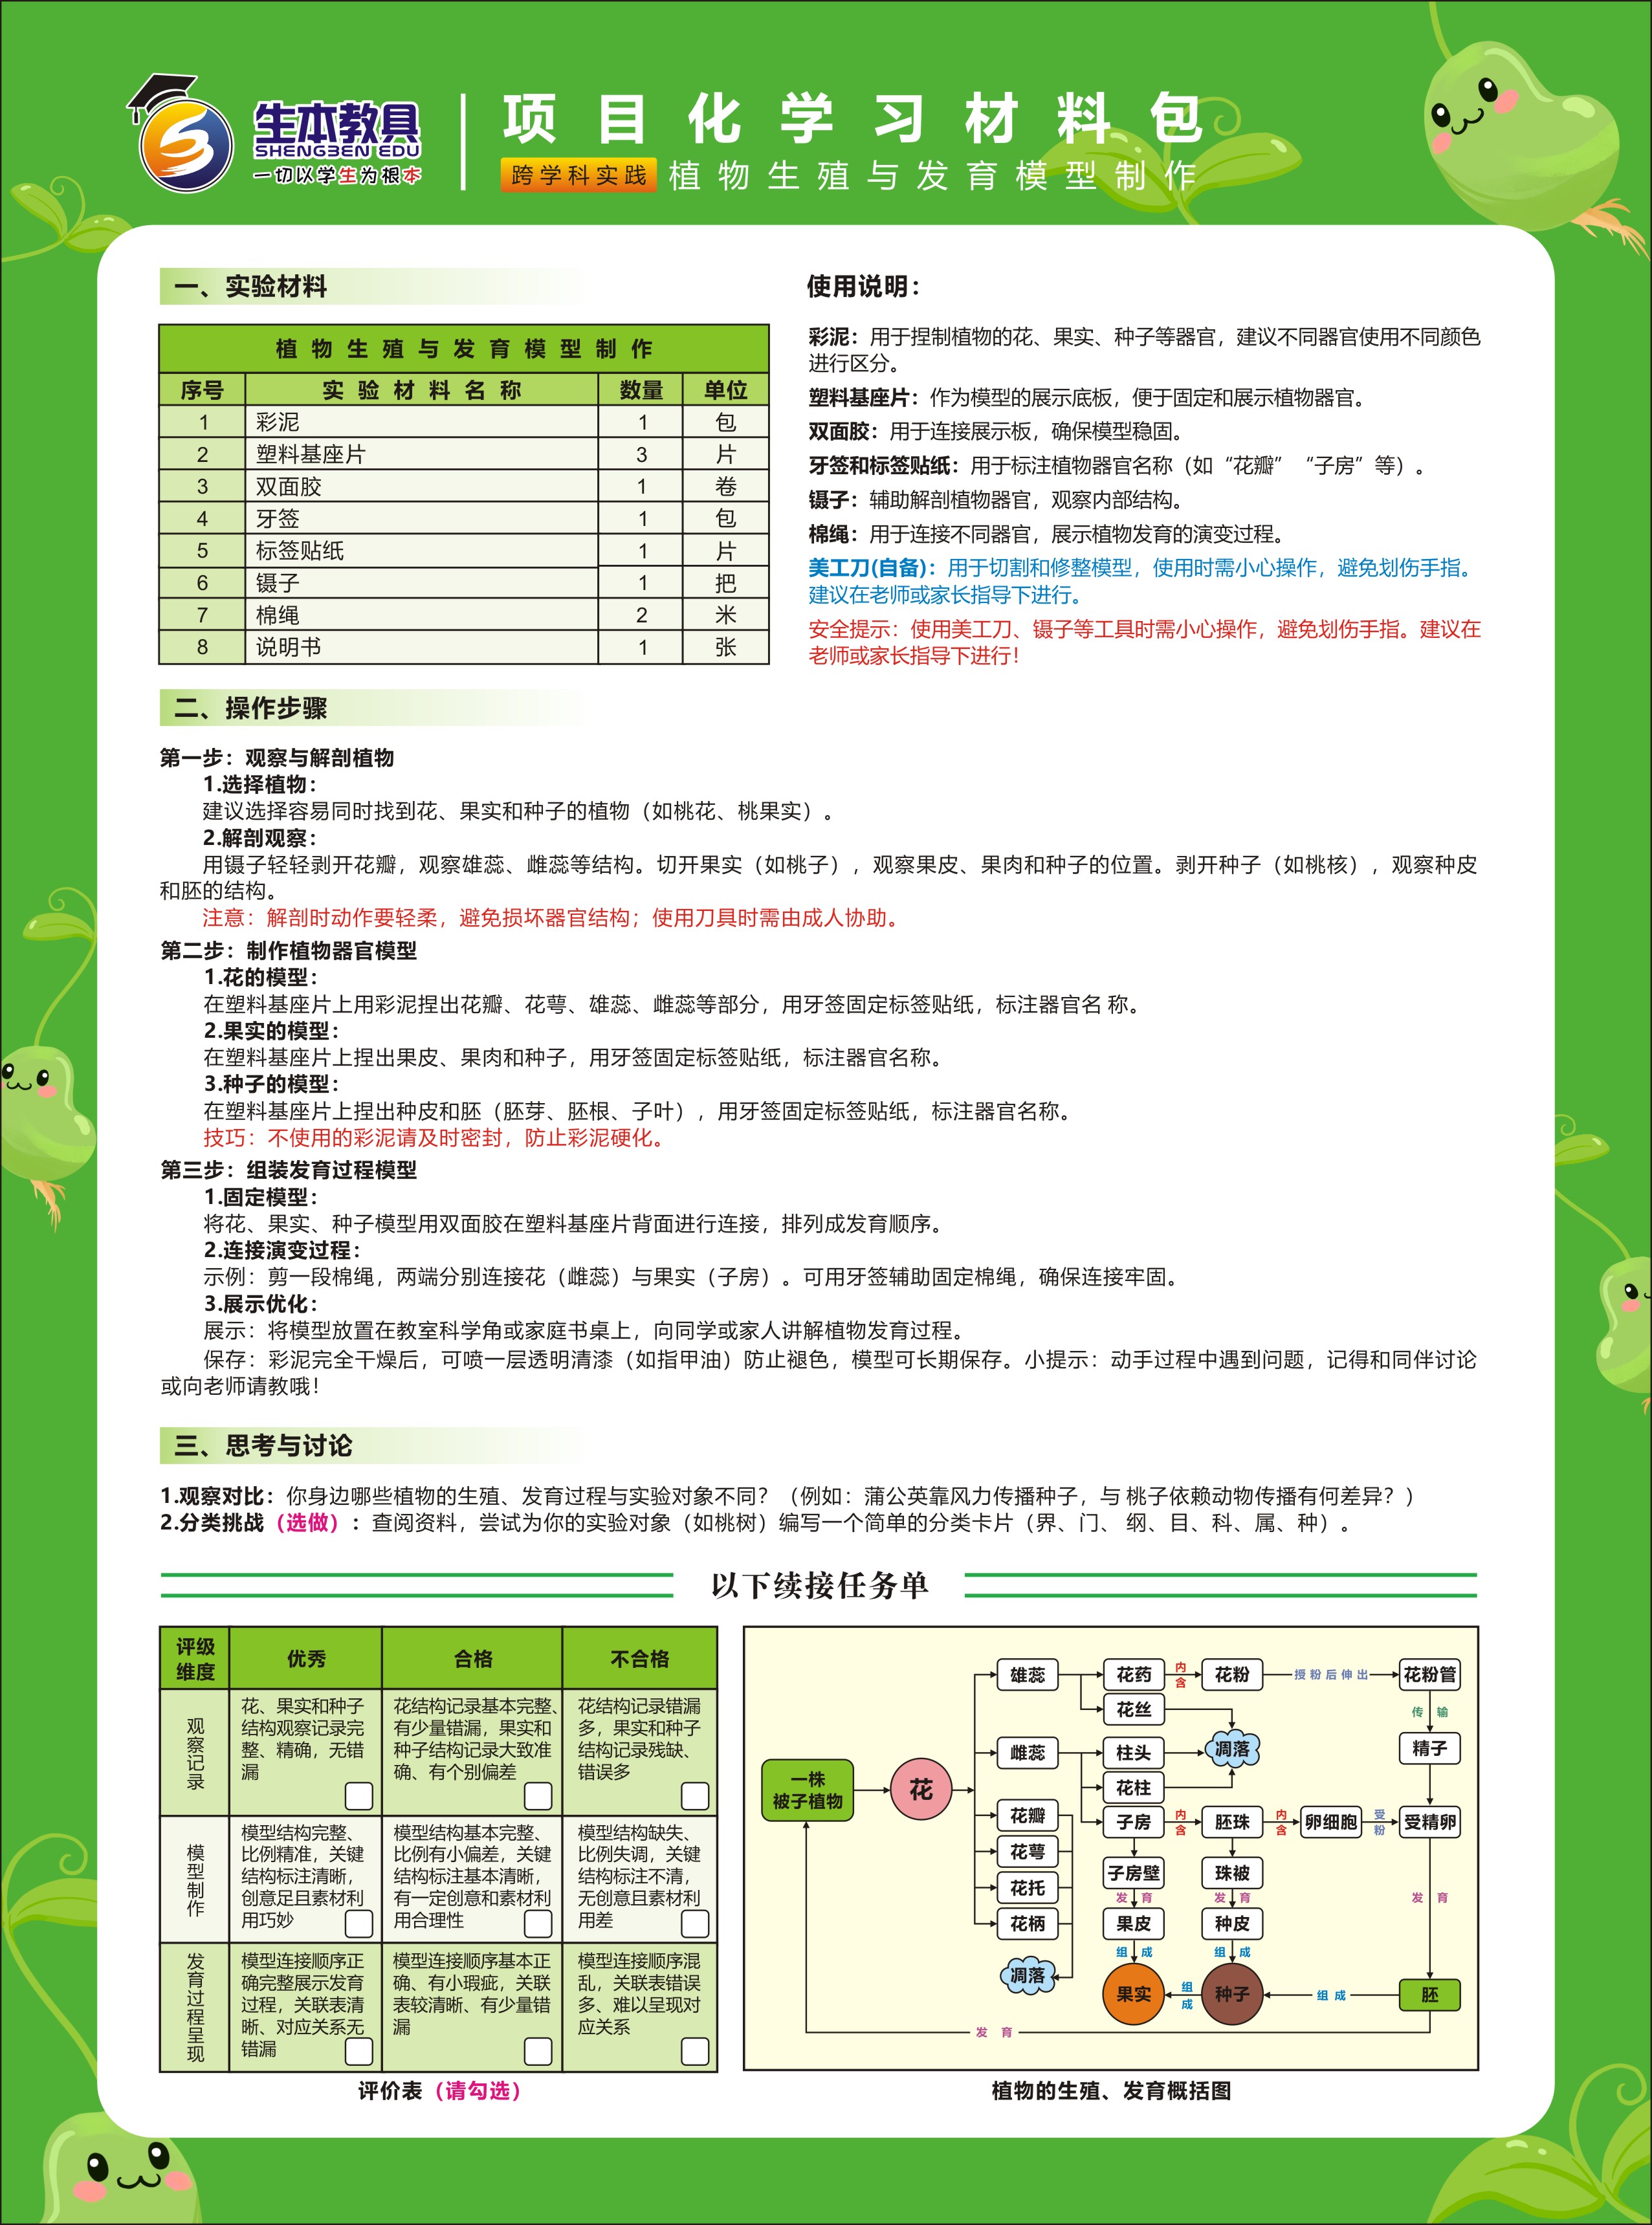 生本教具
SHENGBEN EDU
一切以学生为根本
项目化学习材料包
跨学科实践 植物生殖与发育模型制作
一、实验材料
植物生殖与发育模型制作
序号 实验材料名称 数量 单位
1 彩泥 1 包
2 塑料基座片 3 片
3 双面胶 1 卷
4 牙签 1 包
5 标签贴纸 1 片
6 镊子 1 把
7 棉绳 2 米
8 说明书 1 张
使用说明：
彩泥：用于捏制植物的花、果实、种子等器官，建议不同器官使用不同颜色
进行区分。
塑料基座片：作为模型的展示底板，便于固定和展示植物器官。
双面胶：用于连接展示板，确保模型稳固。
牙签和标签贴纸：用于标注植物器官名称（如“花瓣”“子房”等）。
镊子：辅助解剖植物器官，观察内部结构。
棉绳：用于连接不同器官，展示植物发育的演变过程。
美工刀(自备)：用于切割和修整模型，使用时需小心操作，避免划伤手指。
建议在老师或家长指导下进行。
安全提示：使用美工刀、镊子等工具时需小心操作，避免划伤手指。建议在
老师或家长指导下进行！
二、操作步骤
第一步：观察与解剖植物
1.选择植物：
建议选择容易同时找到花、果实和种子的植物（如桃花、桃果实）。
2.解剖观察：
用镊子轻轻剥开花瓣，观察雄蕊、雌蕊等结构。切开果实（如桃子），观察果皮、果肉和种子的位置。剥开种子（如桃核），观察种皮
和胚的结构。
注意：解剖时动作要轻柔，避免损坏器官结构；使用刀具时需由成人协助。
第二步：制作植物器官模型
1.花的模型：
在塑料基座片上用彩泥捏出花瓣、花萼、雄蕊、雌蕊等部分，用牙签固定标签贴纸，标注器官名 称。
2.果实的模型：
在塑料基座片上捏出果皮、果肉和种子，用牙签固定标签贴纸，标注器官名称。
3.种子的模型：
在塑料基座片上捏出种皮和胚（胚芽、胚根、子叶），用牙签固定标签贴纸，标注器官名称。
技巧：不使用的彩泥请及时密封，防止彩泥硬化。
第三步：组装发育过程模型
1.固定模型：
将花、果实、种子模型用双面胶在塑料基座片背面进行连接，排列成发育顺序。
2.连接演变过程：
示例：剪一段棉绳，两端分别连接花（雌蕊）与果实（子房）。可用牙签辅助固定棉绳，确保连接牢固。
3.展示优化：
展示：将模型放置在教室科学角或家庭书桌上，向同学或家人讲解植物发育过程。
保存：彩泥完全干燥后，可喷一层透明清漆（如指甲油）防止褪色，模型可长期保存。小提示：动手过程中遇到问题，记得和同伴讨论
或向老师请教哦！
三、思考与讨论
1.观察对比：你身边哪些植物的生殖、发育过程与实验对象不同？（例如：蒲公英靠风力传播种子，与 桃子依赖动物传播有何差异？)
2.分类挑战（选做）：查阅资料，尝试为你的实验对象（如桃树）编写一个简单的分类卡片（界、门、 纲、目、科、属、种）。
以下续接任务单
评级
维度
优秀 合格 不合格
观察记录
花、果实和种子
结构观察记录完
整、精确，无错
漏
花结构记录基本完整、
有少量错漏，果实和
种子结构记录大致准
确、有个别偏差
花结构记录错漏
多，果实和种子
结构记录残缺、
错误多
模型制作
模型结构完整、
比例精准，关键
结构标注清晰，
创意足且素材利
用巧妙
模型结构基本完整、
比例有小偏差，关键
结构标注基本清晰，
有一定创意和素材利
用合理性
模型结构缺失、
比例失调，关键
结构标注不清，
无创意且素材利
用差
发育过程呈现
模型连接顺序正
确完整展示发育
过程，关联表清
晰、对应关系无
错漏
模型连接顺序基本正
确、有小瑕疵，关联
表较清晰、有少量错
漏
模型连接顺序混
乱，关联表错误
多、难以呈现对
应关系
评价表（请勾选）
一株
被子植物
花
雄蕊 花药 内含 花粉 授粉后伸出 花粉管
花丝
传 输
雌蕊 柱头 凋落 精子
花柱
花瓣
子房 内含 胚珠 内含 卵细胞 受粉 受精卵
花萼
子房壁 珠被
花托
发 育 发 育 发 育
花柄 果皮 种皮
组 成 组 成
凋落
果实 组成 种子 组 成 胚
发 育
植物的生殖、发育概括图